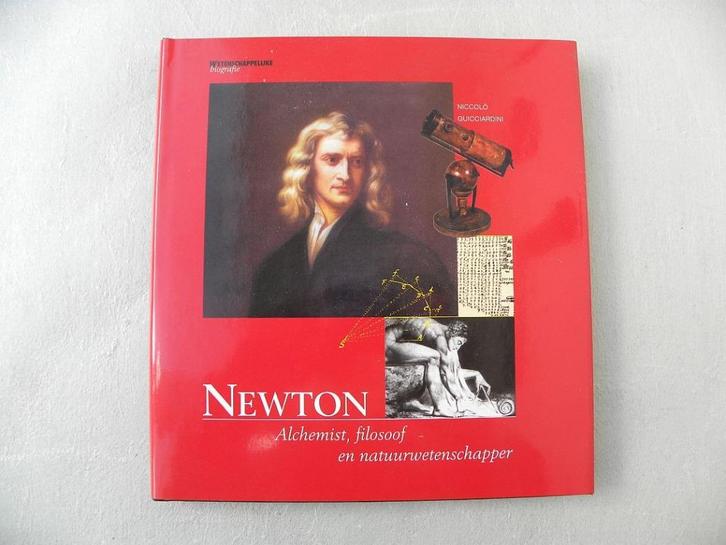 WETENSCHAPPELIJKE
biografie
NICCOLÒ
GUICCIARDINI
NEWTON
Alchemist, filosoof
en natuurwetenschapper